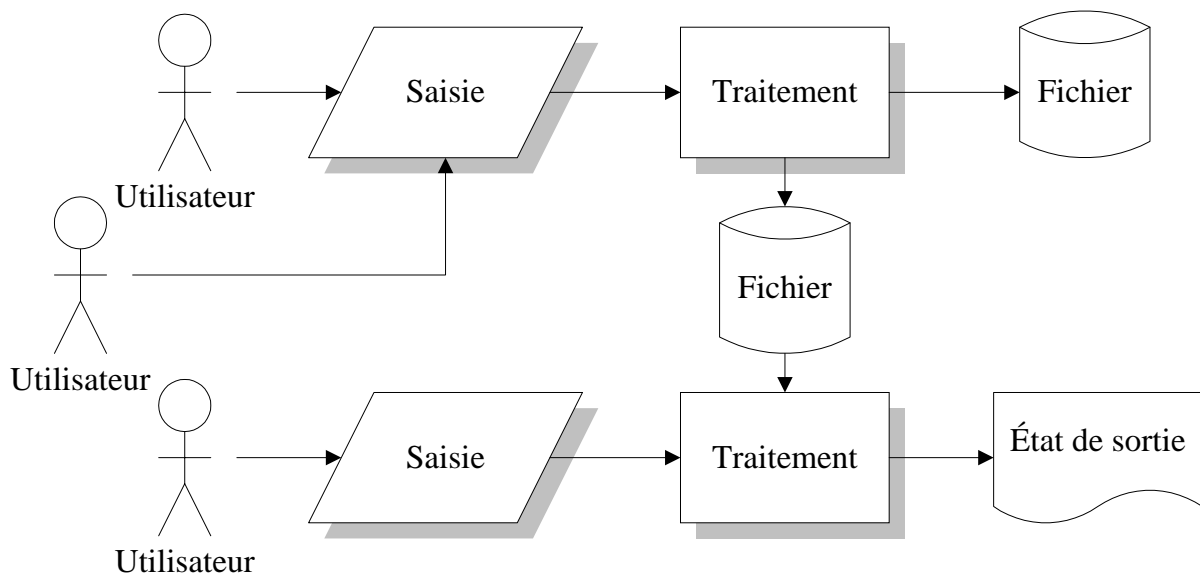 Saisie
Traitement
Fichier
Utilisateur
Fichier
Utilisateur
Saisie
Traitement
État de sortie
Utilisateur